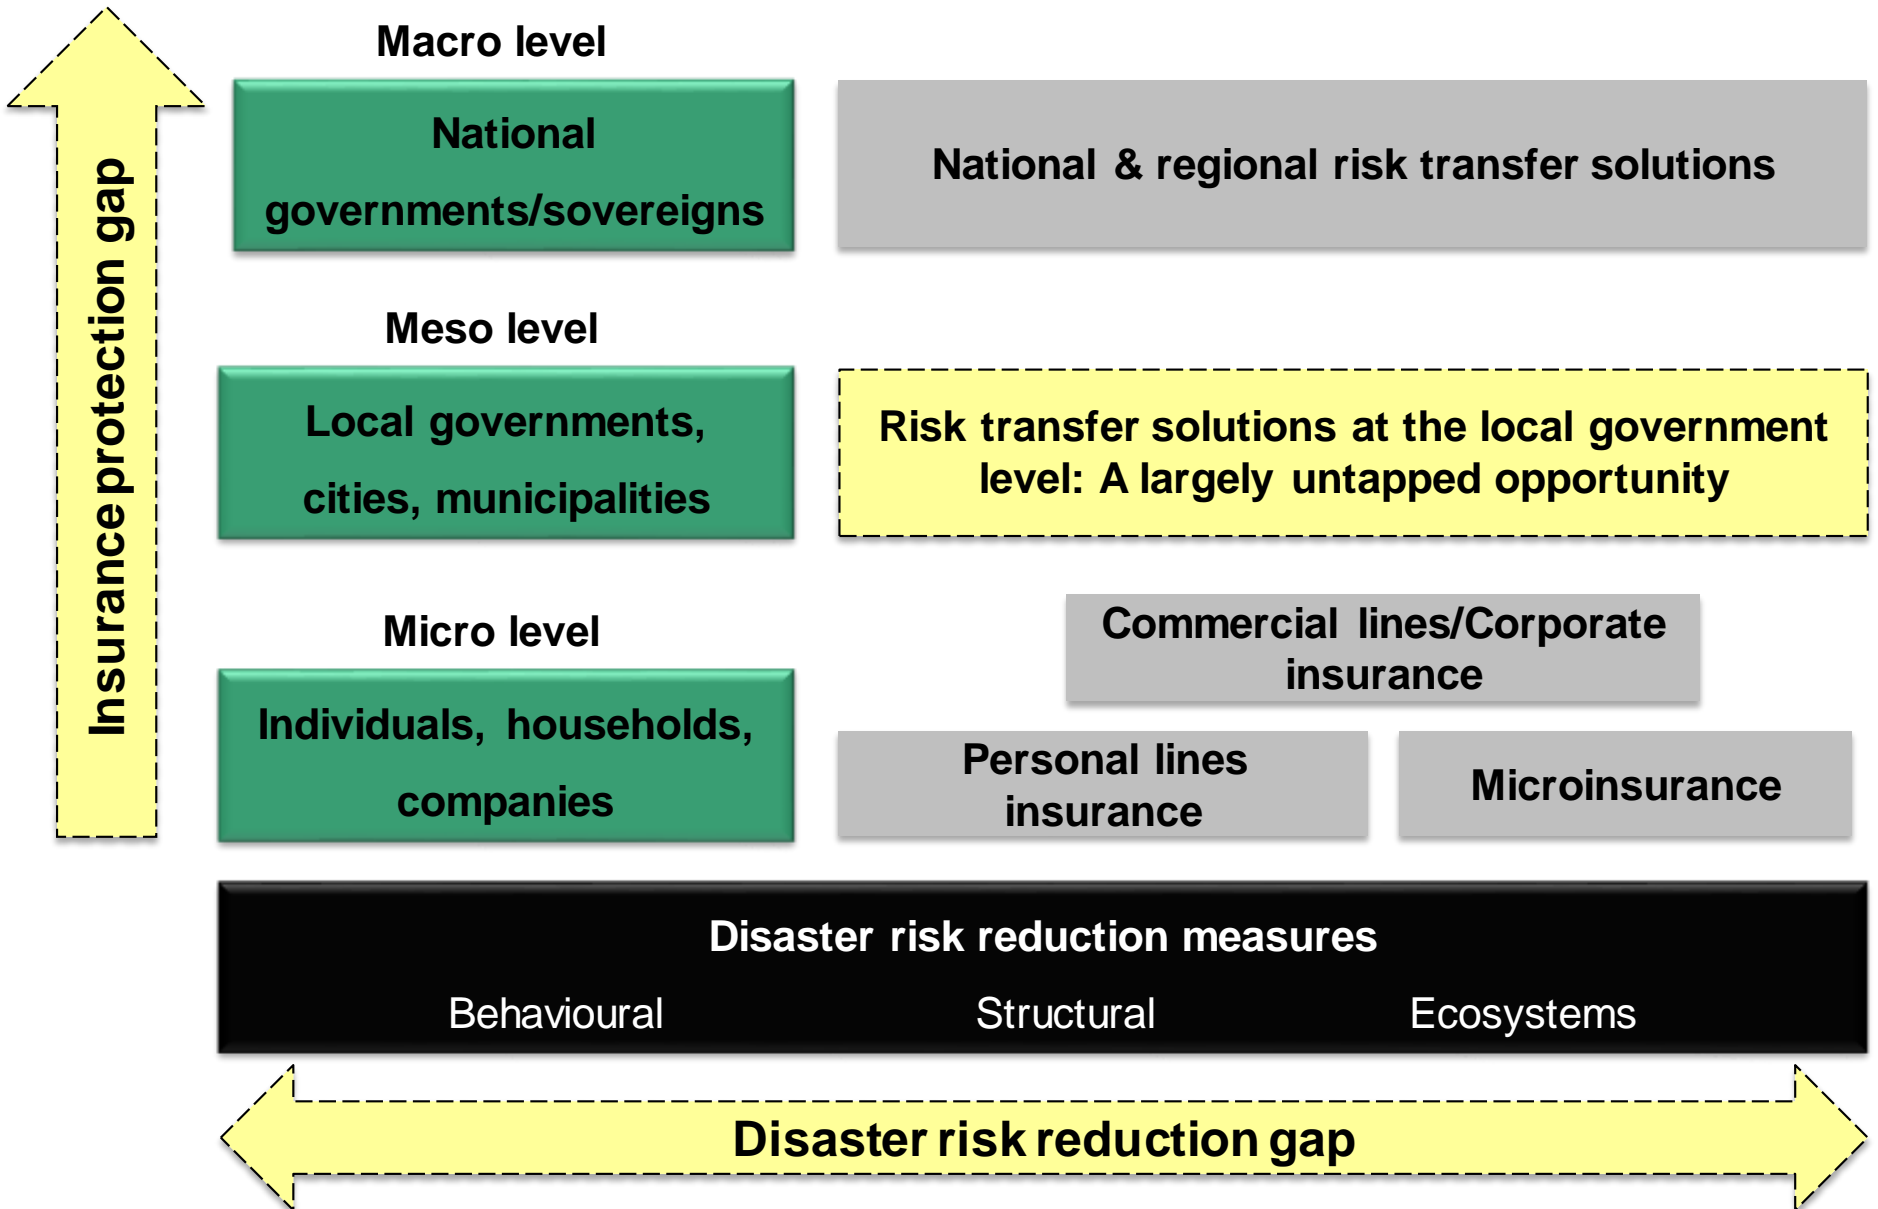 Macro level
National
governments/sovereigns
National & regional risk transfer solutions
Insurance protection gap
Meso level
Local governments,
cities, municipalities
Risk transfer solutions at the local government
level: A largely untapped opportunity
Micro level
Individuals, households,
companies
Commercial lines/Corporate
insurance
Personal lines
insurance
Microinsurance
Disaster risk reduction measures
Behavioural
Structural
Ecosystems
Disaster risk reduction gap